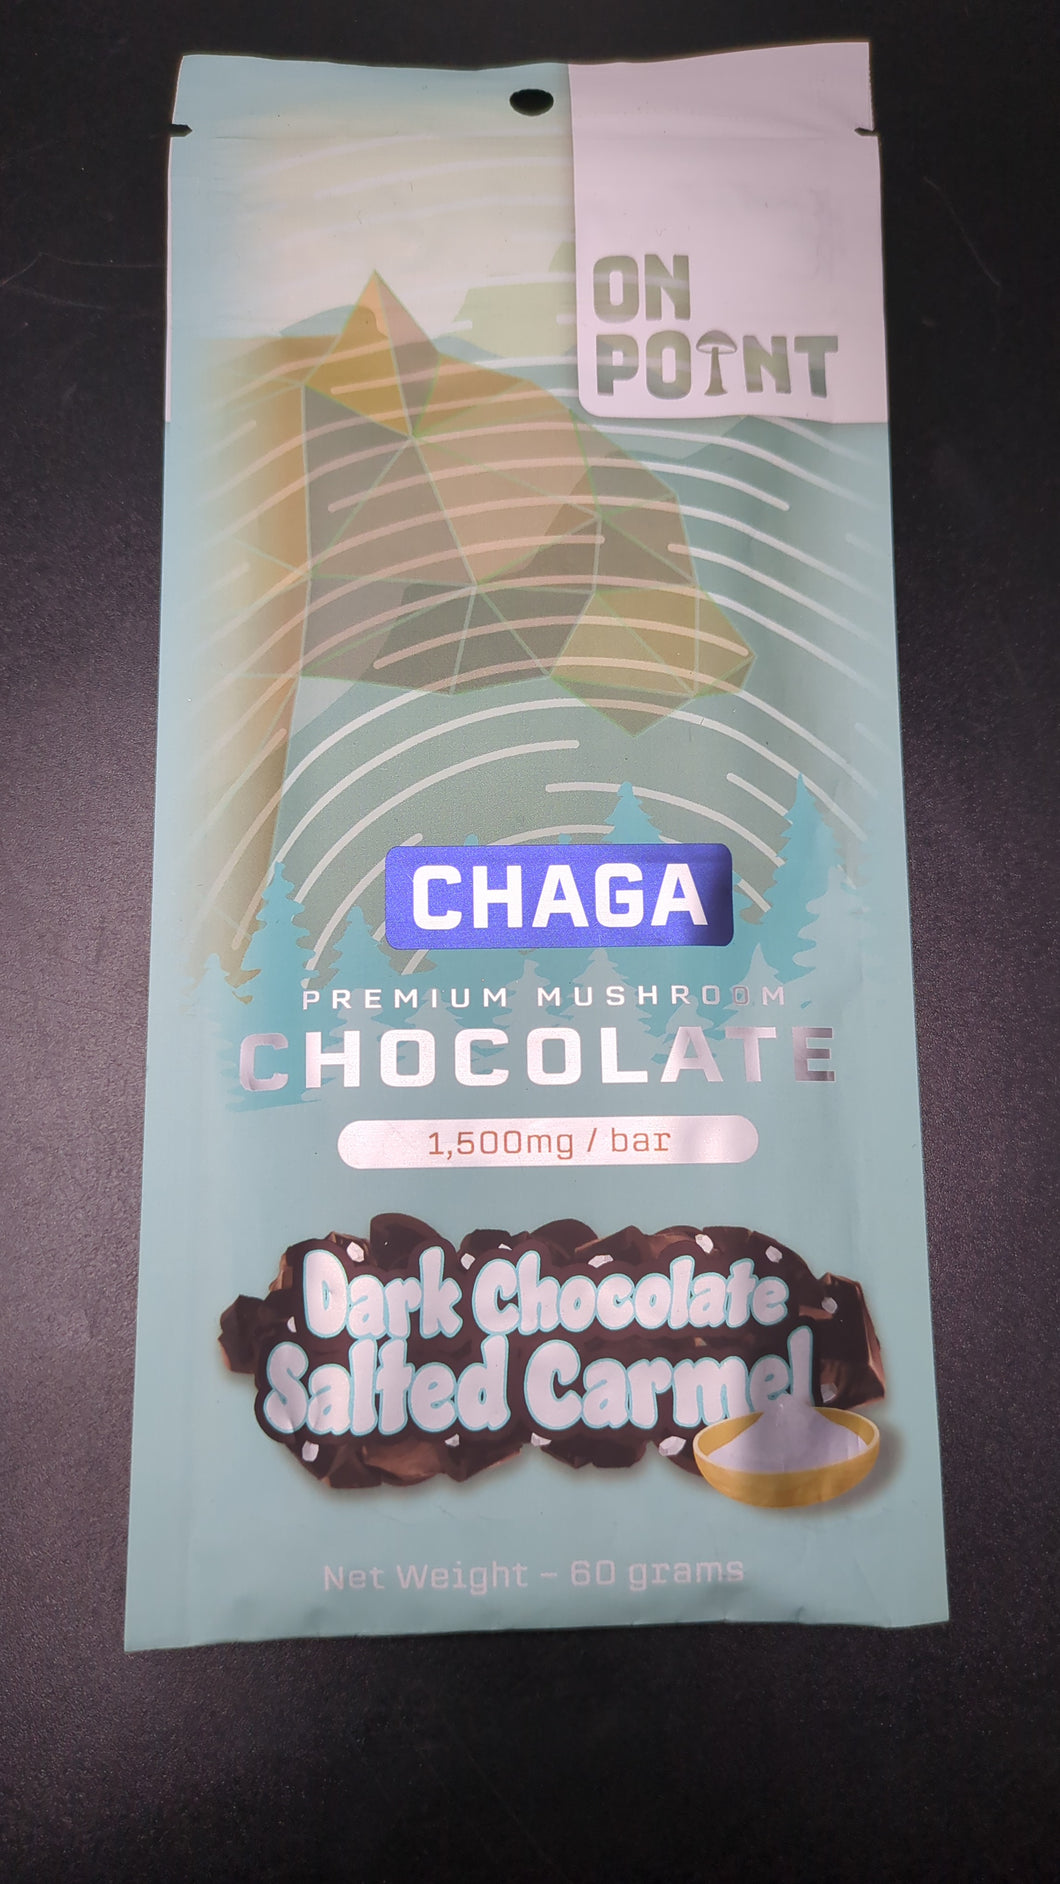 ON
POINT
CHAGA
PREMIUM MUSHROOM
CHOCOLATE
1,500mg / bar
Dark Chocolate
Salted Carmel
Net Weight – 60 grams